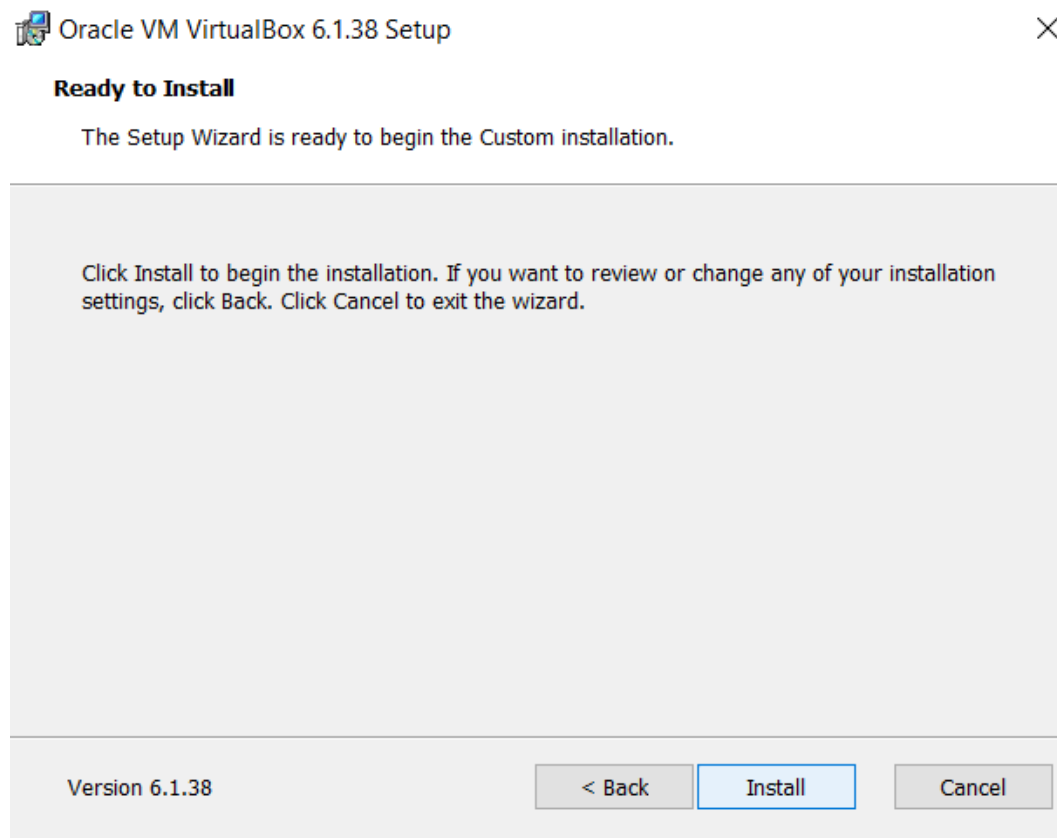 Oracle VM VirtualBox 6.1.38 Setup
Ready to Install
The Setup Wizard is ready to begin the Custom installation.
Click Install to begin the installation. If you want to review or change any of your installation
settings, click Back. Click Cancel to exit the wizard.
Version 6.1.38
< Back
Install
Cancel